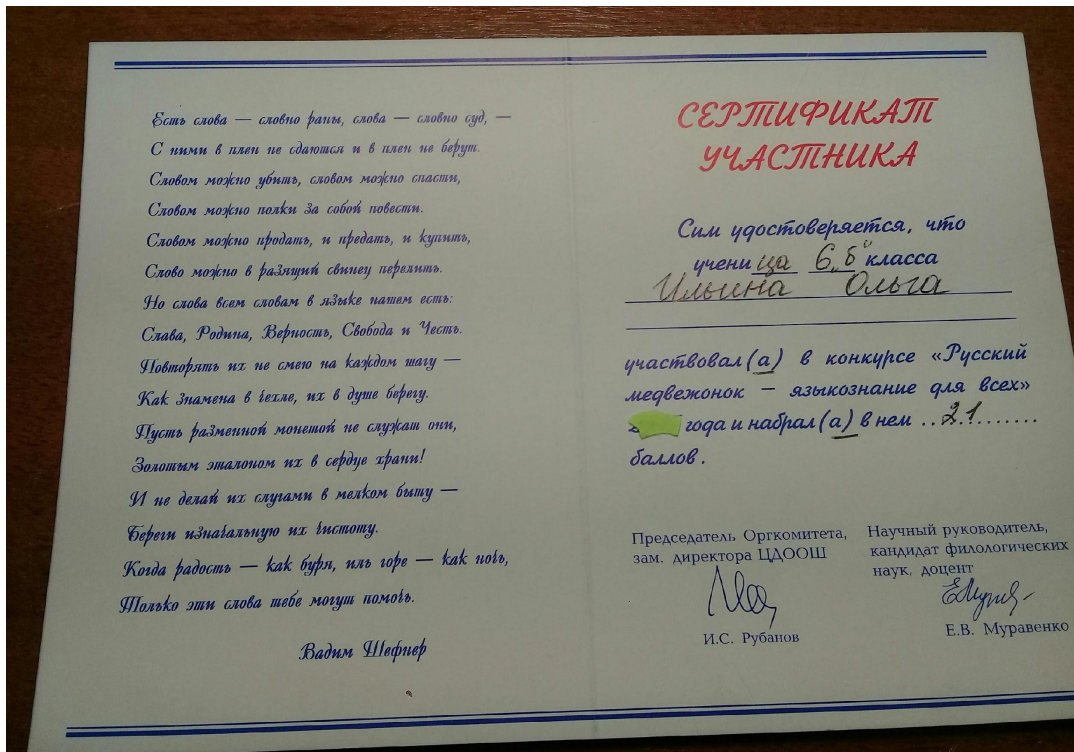 Есть слова — словно раны, слова — словно суд, —
С ними в плен не сдаются и в плен не берут.
Словом можно убить, словом можно спасти,
Словом можно полки за собой повести.
Словом можно продать, и предать, и купить,
Слово можно в разящий свинец перелить.
Но слова всем словам в языке нашем есть:
Слава, Родина, Верность, Свобода и Честь.
Повторять их не смею на каждом шагу —
Как знамена в чехле, их в душе берегу.
Пусть разменной монетой не служат они,
Золотым эталоном их в сердце храни!
И не делай их слугами в мелком быту —
Береги изначальную их чистоту.
Когда радость — как буря, иль горе — как ночь,
Только эти слова тебе могут помочь.
Вадим Шефнер
СЕРТИФИКАТ
УЧАСТНИКА
Сим удостоверяется, что
учени ца 6 „б" класса
Ильина Ольга
участвовал(а) в конкурсе «Русский
медвежонок — языкознание для всех»
года и набрал(а) в нем ..21.......
баллов.
Председатель Оргкомитета,
зам. директора ЦДООШ
И.С. Рубанов
Научный руководитель,
кандидат филологических
наук, доцент
Е.В. Муравенко